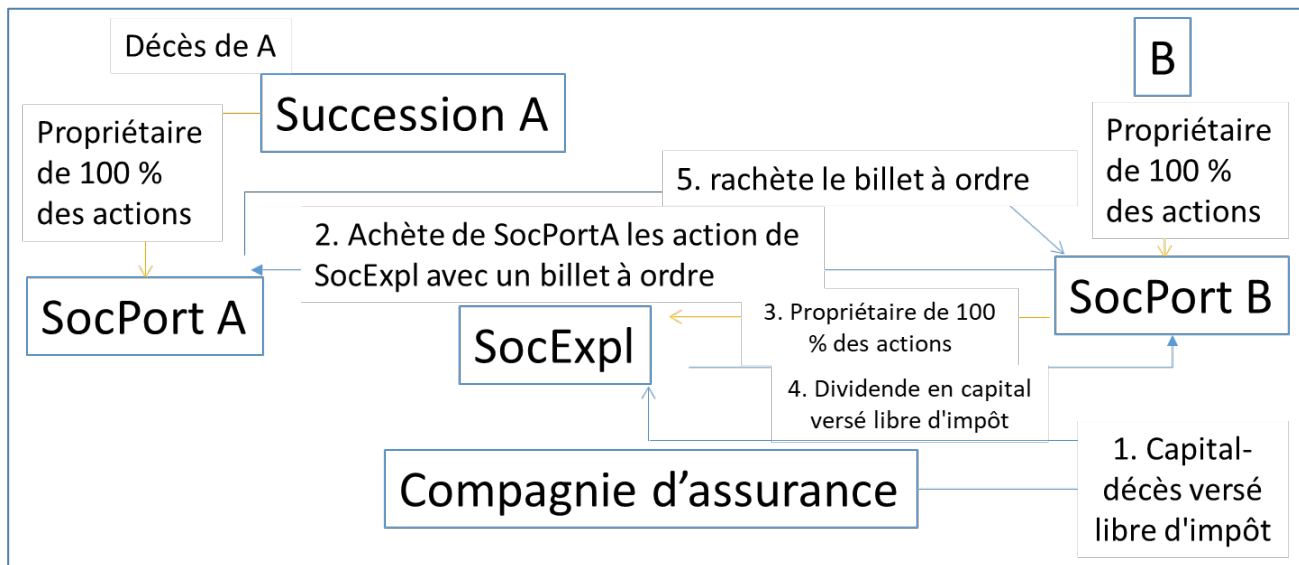 Décès de A
B
Succession A
Propriétaire
de 100 %
des actions
Propriétaire
de 100 %
des actions
5. rachète le billet à ordre
2. Achète de SocPortA les action de
SocExpl avec un billet à ordre
SocPort A
SocPort B
SocExpl
3. Propriétaire de 100
% des actions
4. Dividende en capital
versé libre d'impôt
Compagnie d’assurance
1. Capital-
décès versé
libre d'impôt